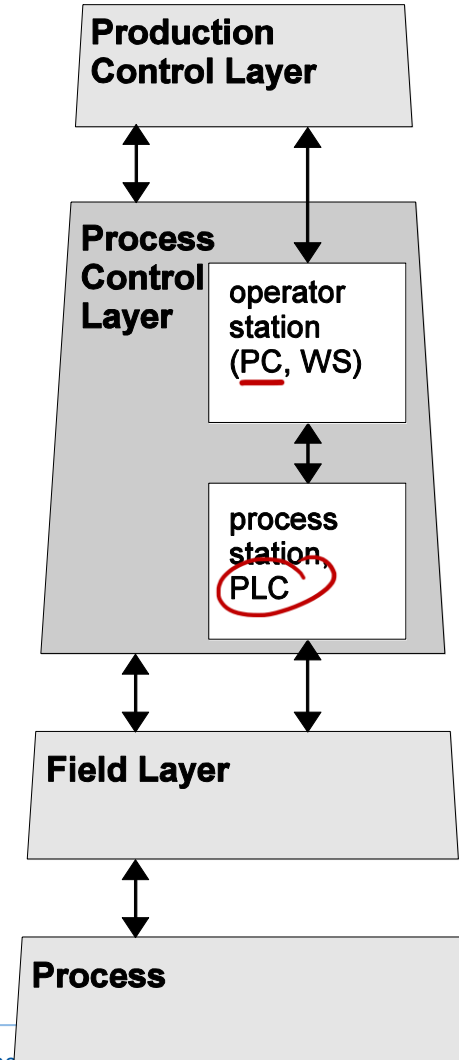 Production
Control Layer
Process
Control
Layer
operator
station
(PC, WS)
process
station,
PLC
Field Layer
Process